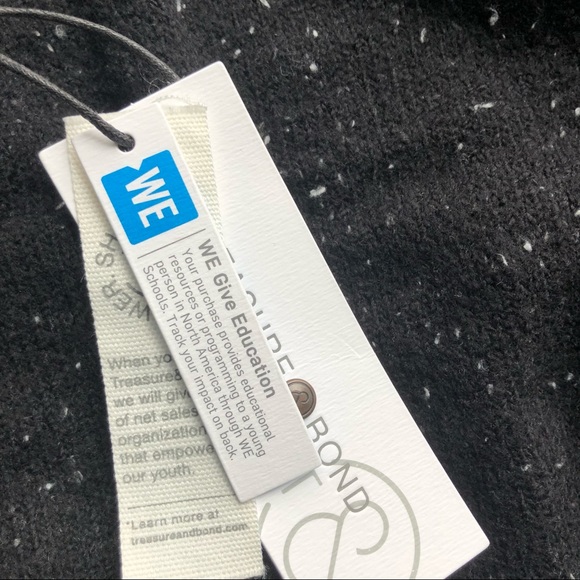 WE
WE Give Education
Your purchase provides educational
resources or programming to a young
person in North America through WE
Schools. Track your impact on back.
BOND
&
When yo
Treasure&
we will giv
of net sales
organization
that empowe
our youth.
*Learn more at
treasureandbond.com